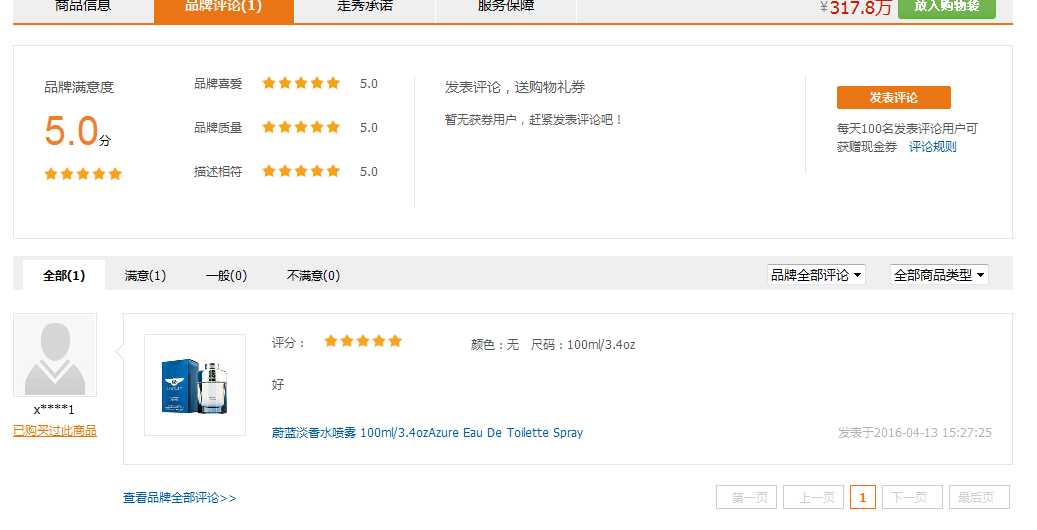 商品信息 品牌评论(1) 走秀承诺 服务保障 ¥317.8万 放入购物袋
品牌满意度 品牌喜爱 5.0 发表评论，送购物礼券
5.0分 品牌质量 5.0 暂无获券用户，赶紧发表评论吧！
描述相符 5.0
发表评论
每天100名发表评论用户可
获赠现金券 评论规则
全部(1) 满意(1) 一般(0) 不满意(0) 品牌全部评论 全部商品类型
评分： 颜色：无 尺码：100ml/3.4oz
好
x****1
已购买过此商品
蔚蓝淡香水喷雾 100ml/3.4ozAzure Eau De Toilette Spray 发表于2016-04-13 15:27:25
查看品牌全部评论>> 第一页 上一页 1 下一页 最后页